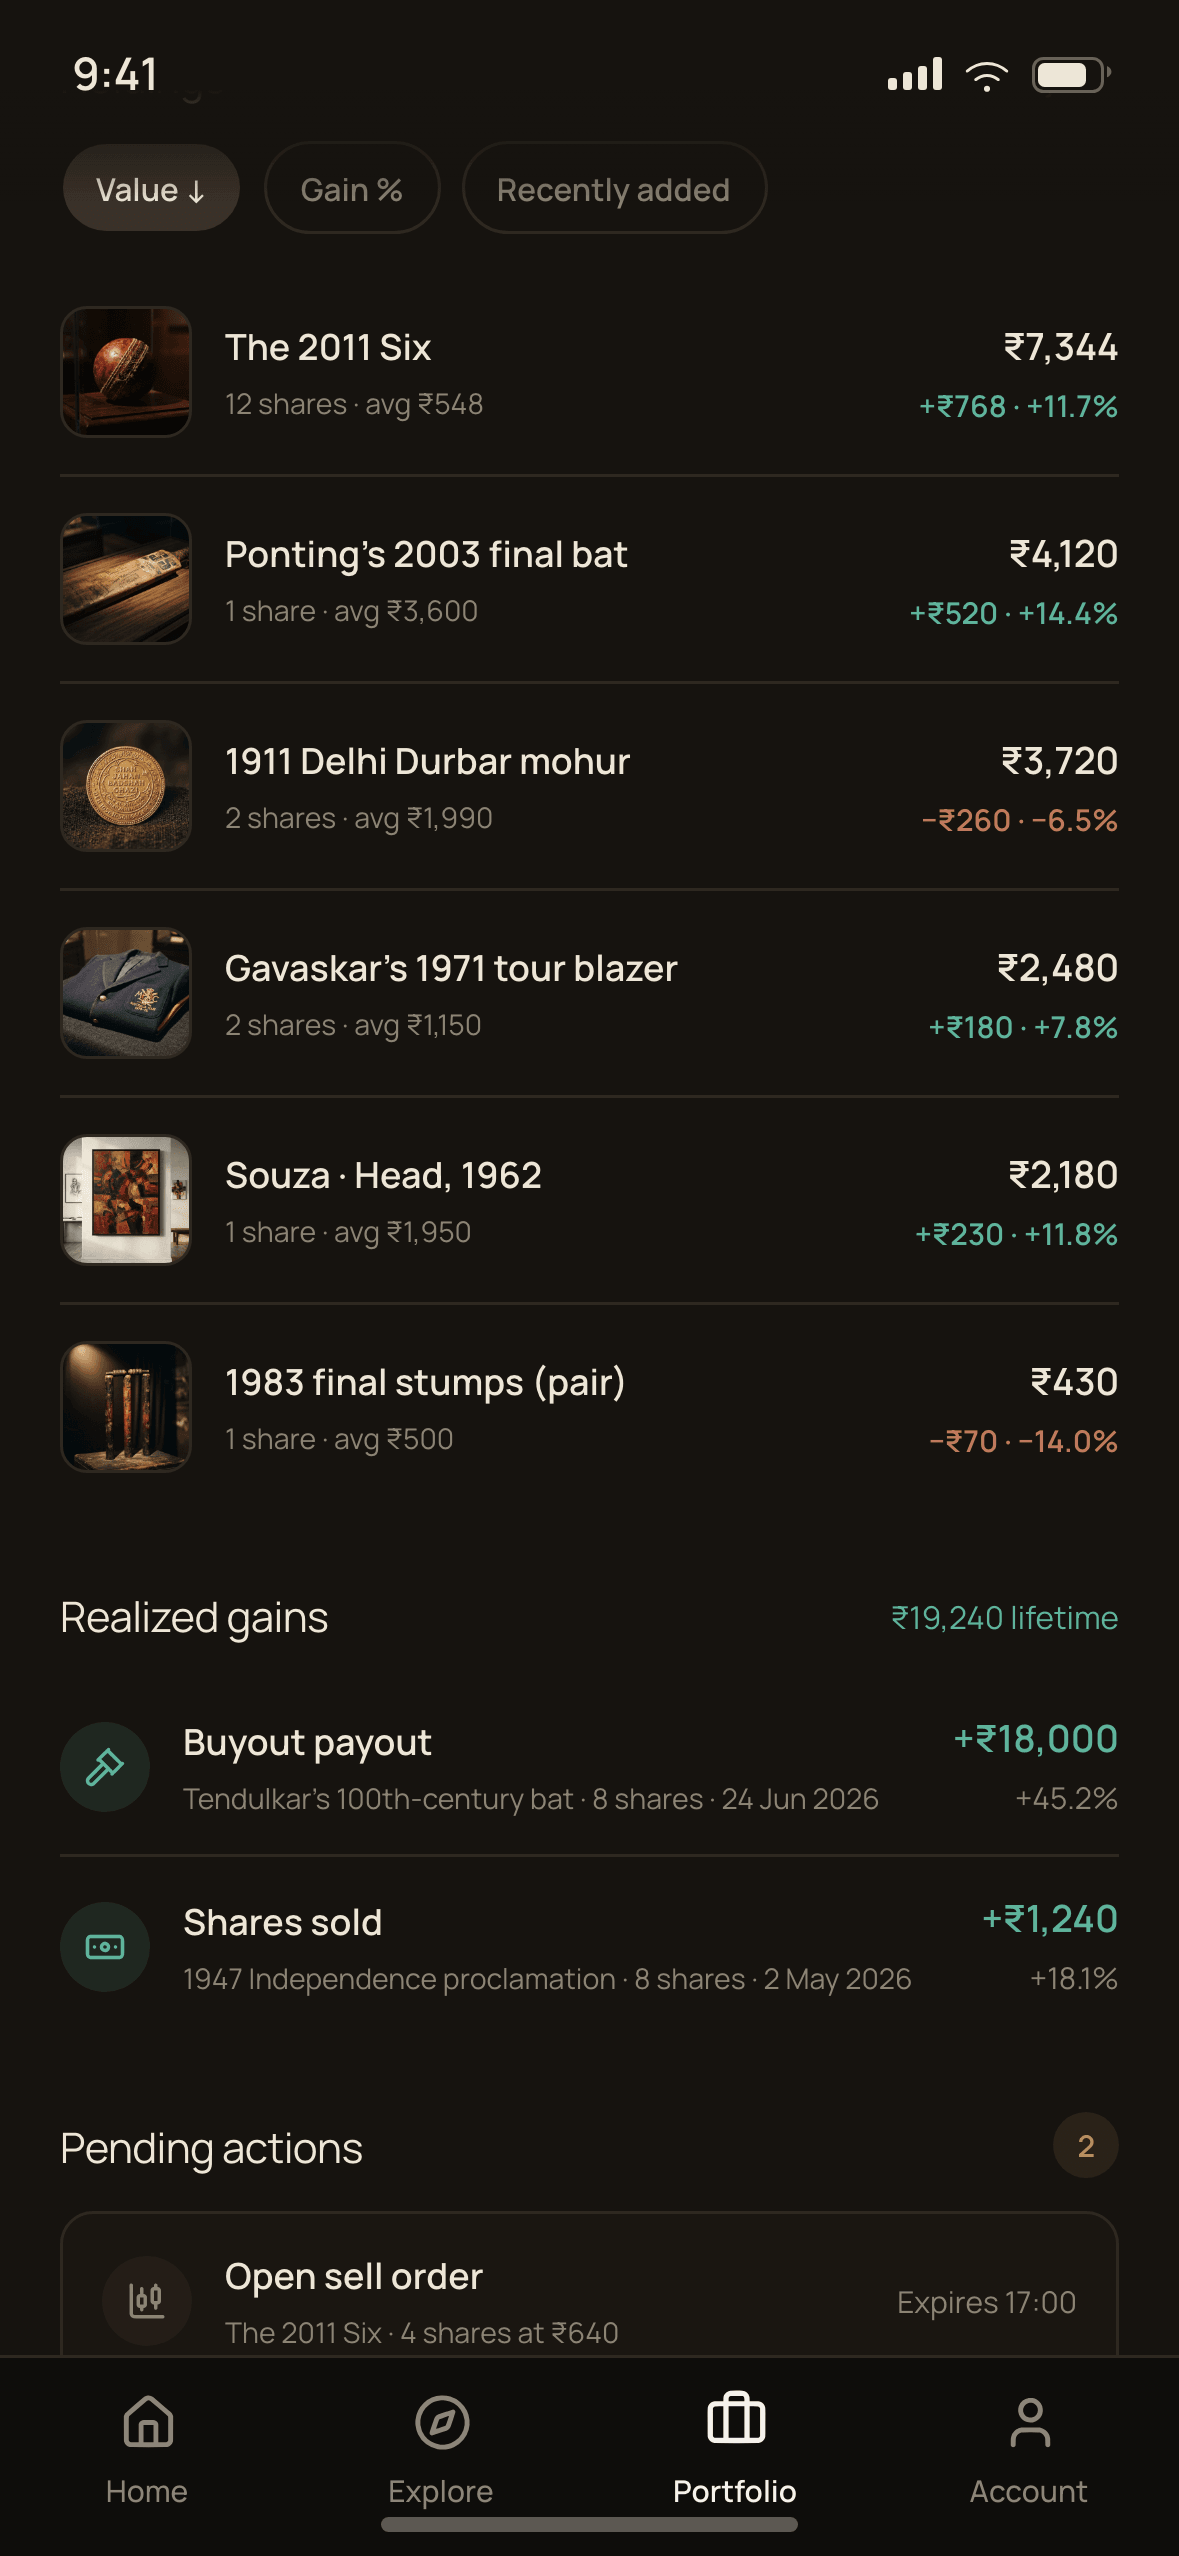 9:41
Value ↓
Gain %
Recently added
The 2011 Six
₹7,344
12 shares · avg ₹548
+₹768 · +11.7%
Ponting’s 2003 final bat
₹4,120
1 share · avg ₹3,600
+₹520 · +14.4%
SHAH
JAHAN
BADSHAH
GHAZI
1911 Delhi Durbar mohur
₹3,720
2 shares · avg ₹1,990
−₹260 · −6.5%
Gavaskar’s 1971 tour blazer
₹2,480
2 shares · avg ₹1,150
+₹180 · +7.8%
Souza · Head, 1962
₹2,180
1 share · avg ₹1,950
+₹230 · +11.8%
1983 final stumps (pair)
₹430
1 share · avg ₹500
−₹70 · −14.0%
Realized gains
₹19,240 lifetime
Buyout payout
+₹18,000
Tendulkar’s 100th-century bat · 8 shares · 24 Jun 2026
+45.2%
Shares sold
+₹1,240
1947 Independence proclamation · 8 shares · 2 May 2026
+18.1%
Pending actions
2
Open sell order
Expires 17:00
The 2011 Six · 4 shares at ₹640
Home
Explore
Portfolio
Account